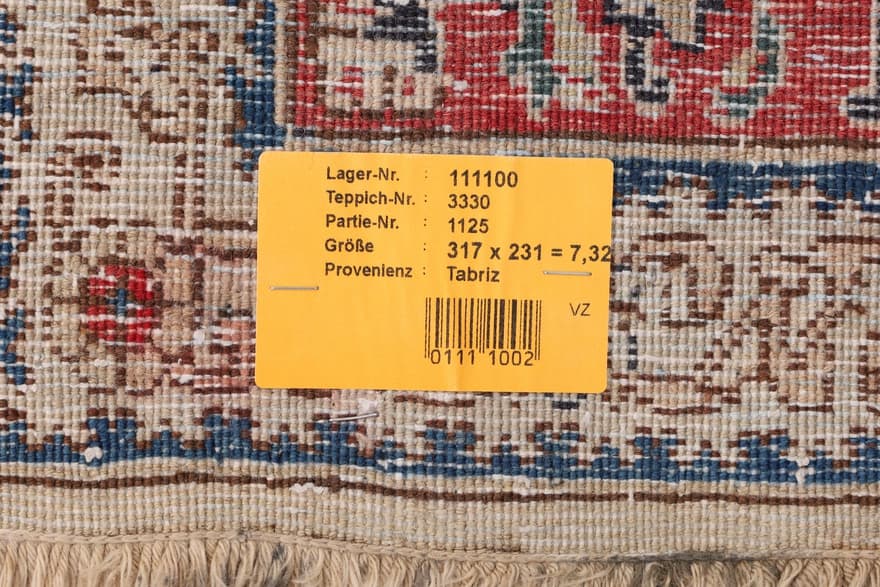 Lager-Nr. : 111100
Teppich-Nr. : 3330
Partie-Nr. : 1125
Größe : 317 x 231 = 7,32
Provenienz : Tabriz
VZ
0111 1002